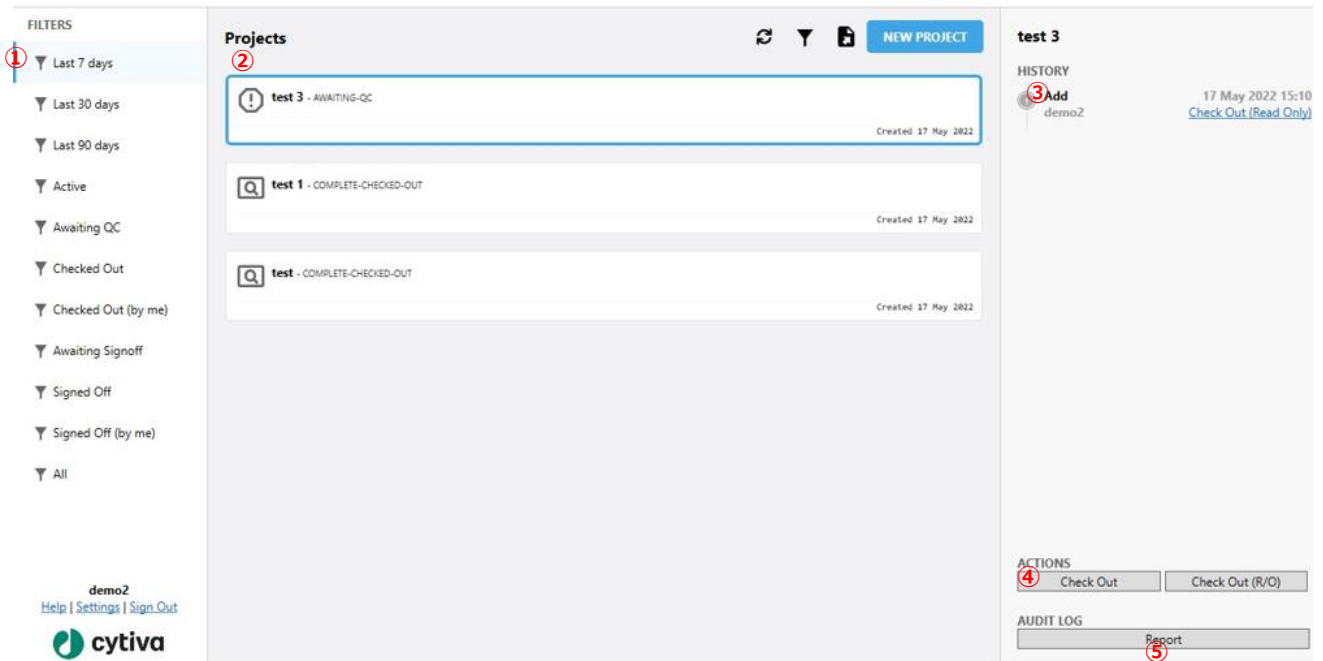 FILTERS
① Last 7 days
Last 30 days
Last 90 days
Active
Awaiting QC
Checked Out
Checked Out (by me)
Awaiting Signoff
Signed Off
Signed Off (by me)
All
demo2
Help | Settings | Sign Out
cytiva
Projects
NEW PROJECT
②
test 3 - AWAITING-QC
Created 17 May 2022
test 1 - COMPLETE-CHECKED-OUT
Created 17 May 2022
test - COMPLETE-CHECKED-OUT
Created 17 May 2022
test 3
HISTORY
③ Add 17 May 2022 15:10
demo2 Check Out (Read Only)
ACTIONS
④ Check Out Check Out (R/O)
AUDIT LOG
Report
⑤